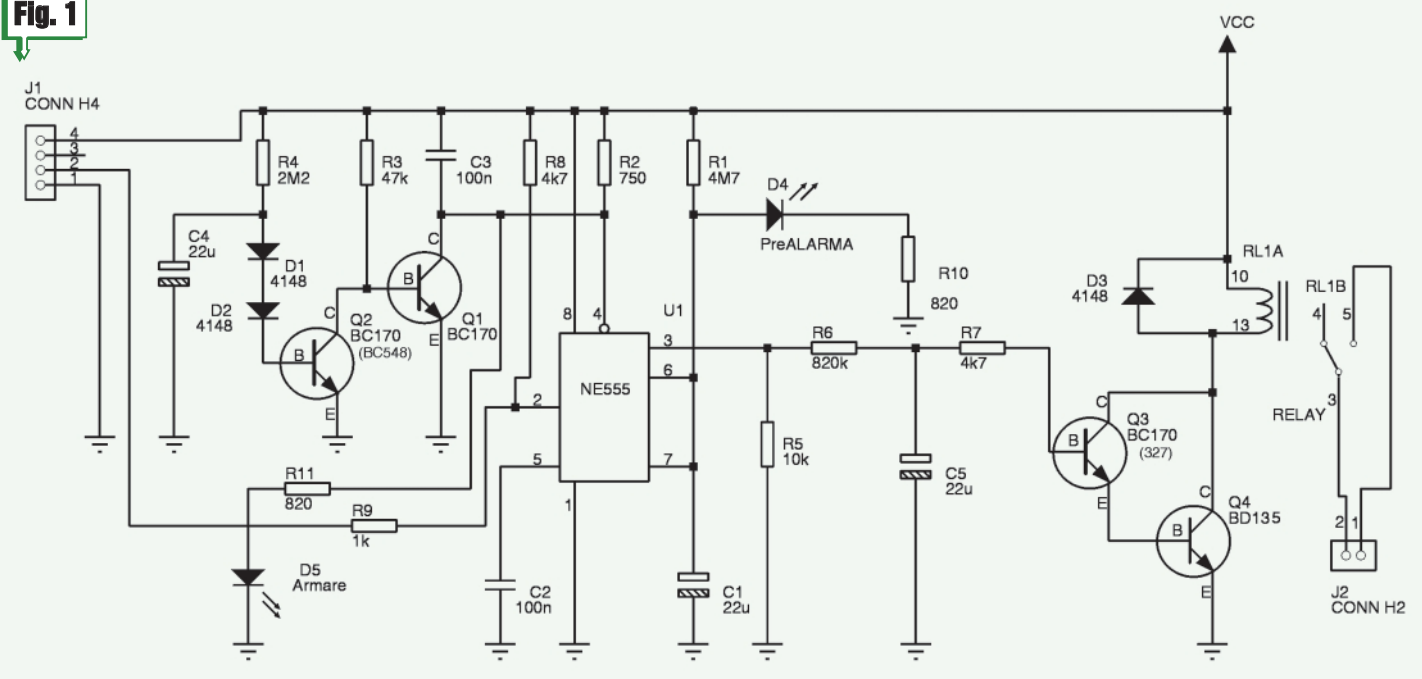 Fig. 1
VCC
J1
CONN H4
4
3
2
1
R4
2M2
R3
47k
C3
100n
R8
4k7
R2
750
R1
4M7
D4
PreALARMA
R10
820
C4
22u
D1
4148
D2
4148
C
B
E
Q2
BC170
(BC548)
C
B
E
Q1
BC170
8
4
U1
NE555
3
6
7
2
5
1
R6
820k
R7
4k7
R5
10k
C5
22u
D3
4148
RL1A
10
13
RL1B
4
5
3
RELAY
C
B
E
Q3
BC170
(327)
C
B
E
Q4
BD135
2
1
J2
CONN H2
R11
820
R9
1k
D5
Armare
C2
100n
C1
22u